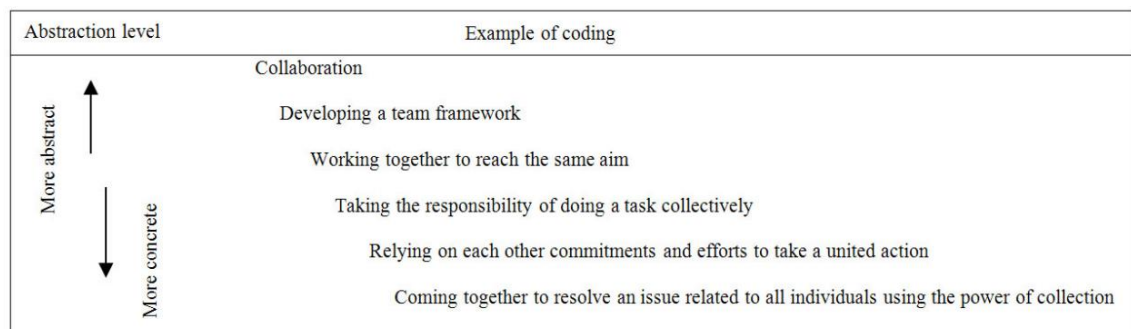 Abstraction level
Example of coding
More abstract
More concrete
Collaboration
Developing a team framework
Working together to reach the same aim
Taking the responsibility of doing a task collectively
Relying on each other commitments and efforts to take a united action
Coming together to resolve an issue related to all individuals using the power of collection